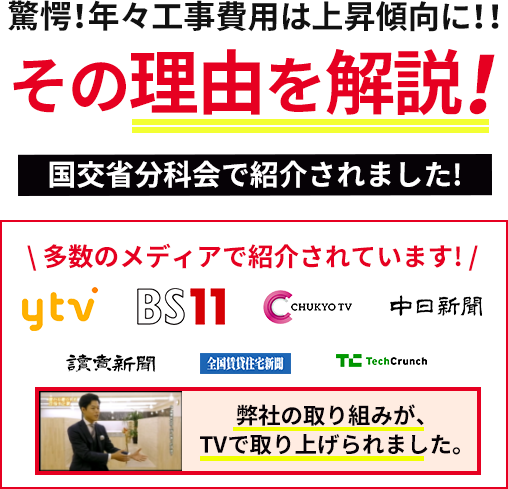 驚愕！年々工事費用は上昇傾向に！！
その理由を解説！
国交省分科会で紹介されました！
\ 多数のメディアで紹介されています！ /
ytv BS11 CHUKYO TV 中日新聞
讀賣新聞 全国賃貸住宅新聞 TechCrunch
弊社の取り組みが、
TVで取り上げられました。